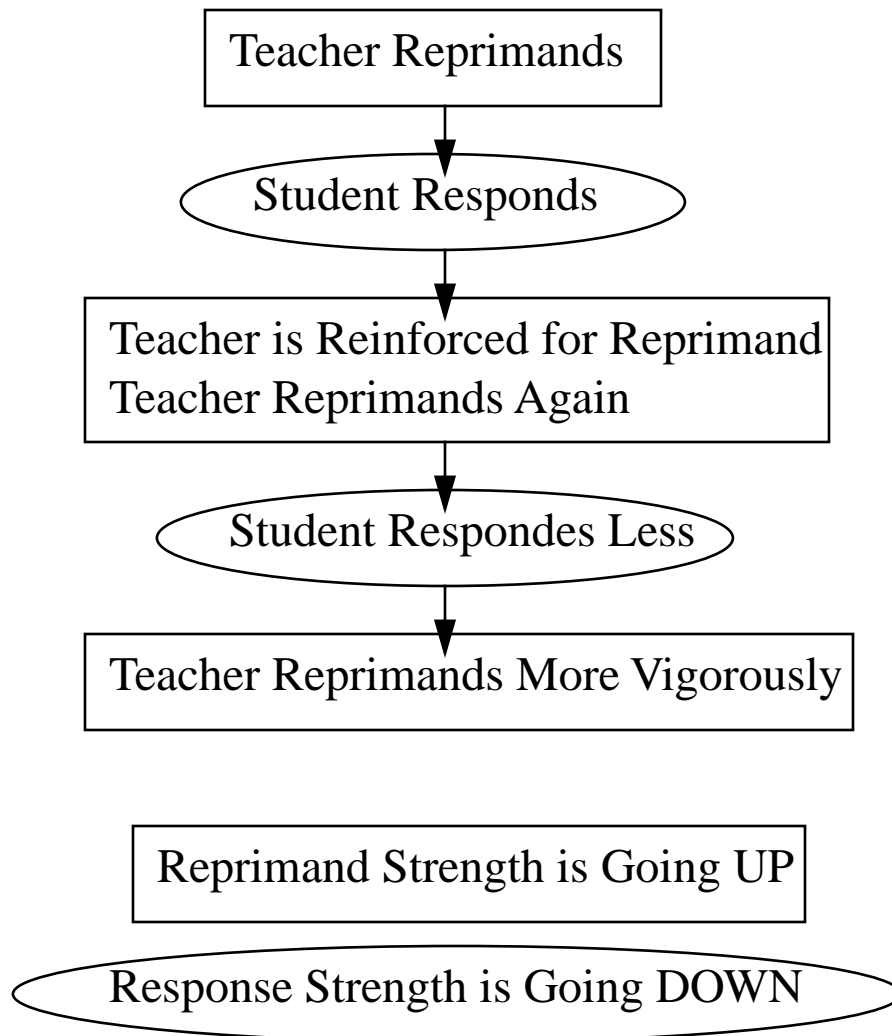 Teacher Reprimands
Student Responds
Teacher is Reinforced for Reprimand
Teacher Reprimands Again
Student Respondes Less
Teacher Reprimands More Vigorously
Reprimand Strength is Going UP
Response Strength is Going DOWN